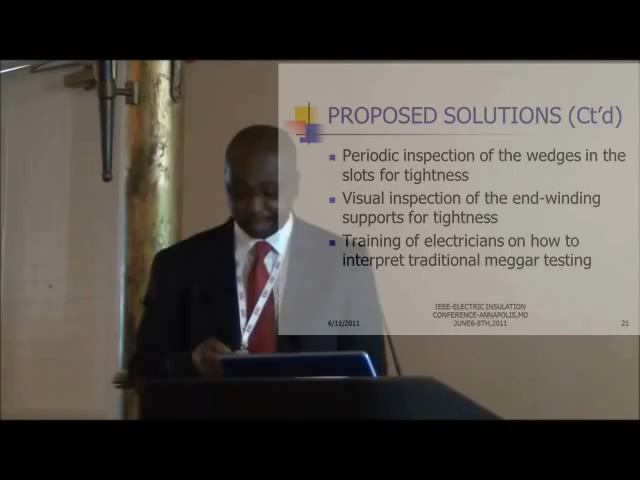 PROPOSED SOLUTIONS (Ct'd)
Periodic inspection of the wedges in the
slots for tightness
Visual inspection of the end-winding
supports for tightness
Training of electricians on how to
interpret traditional meggar testing
6/11/2011
IEEE-ELECTRIC INSULATION
CONFERENCE-ANNAPOLIS,MD
JUNE6-8TH,2011
21